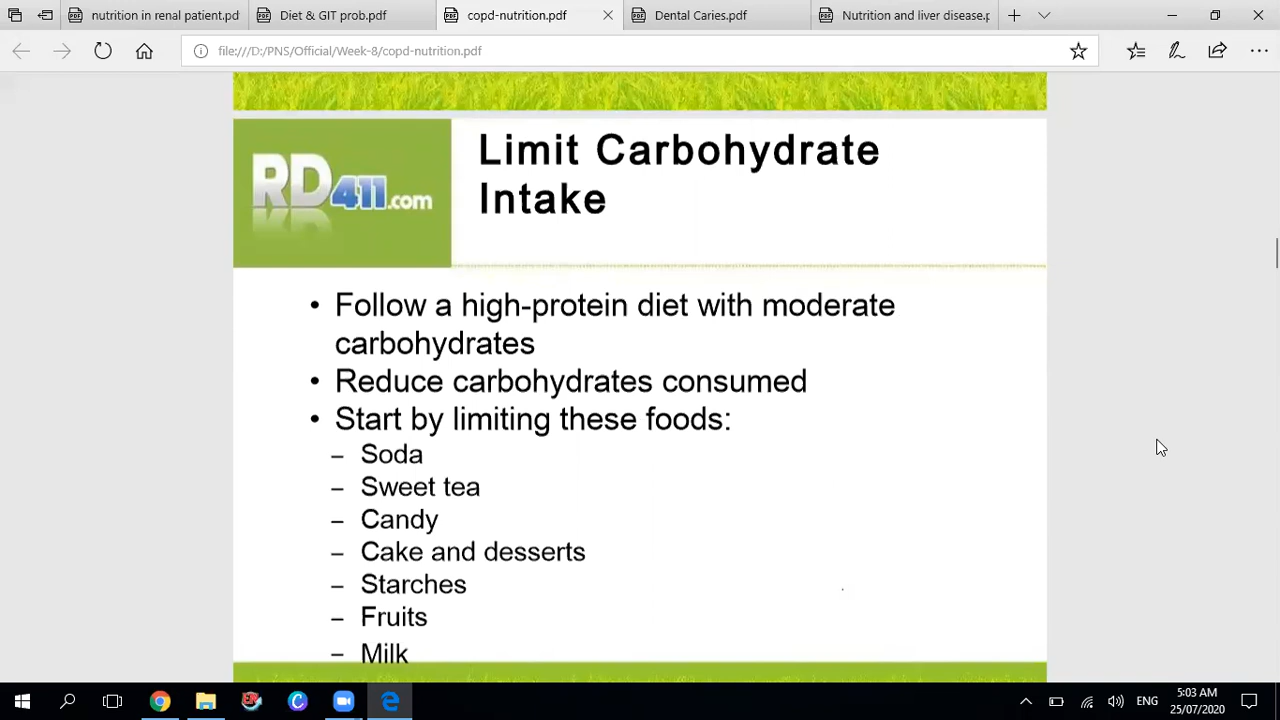 nutrition in renal patient.pd
Diet & GIT prob.pdf
copd-nutrition.pdf
Dental Caries.pdf
Nutrition and liver disease.p
file:///D:/PNS/Official/Week-8/copd-nutrition.pdf
RD411.com
Limit Carbohydrate
Intake
• Follow a high-protein diet with moderate
carbohydrates
• Reduce carbohydrates consumed
• Start by limiting these foods:
– Soda
– Sweet tea
– Candy
– Cake and desserts
– Starches
– Fruits
– Milk
ENG
5:03 AM
25/07/2020